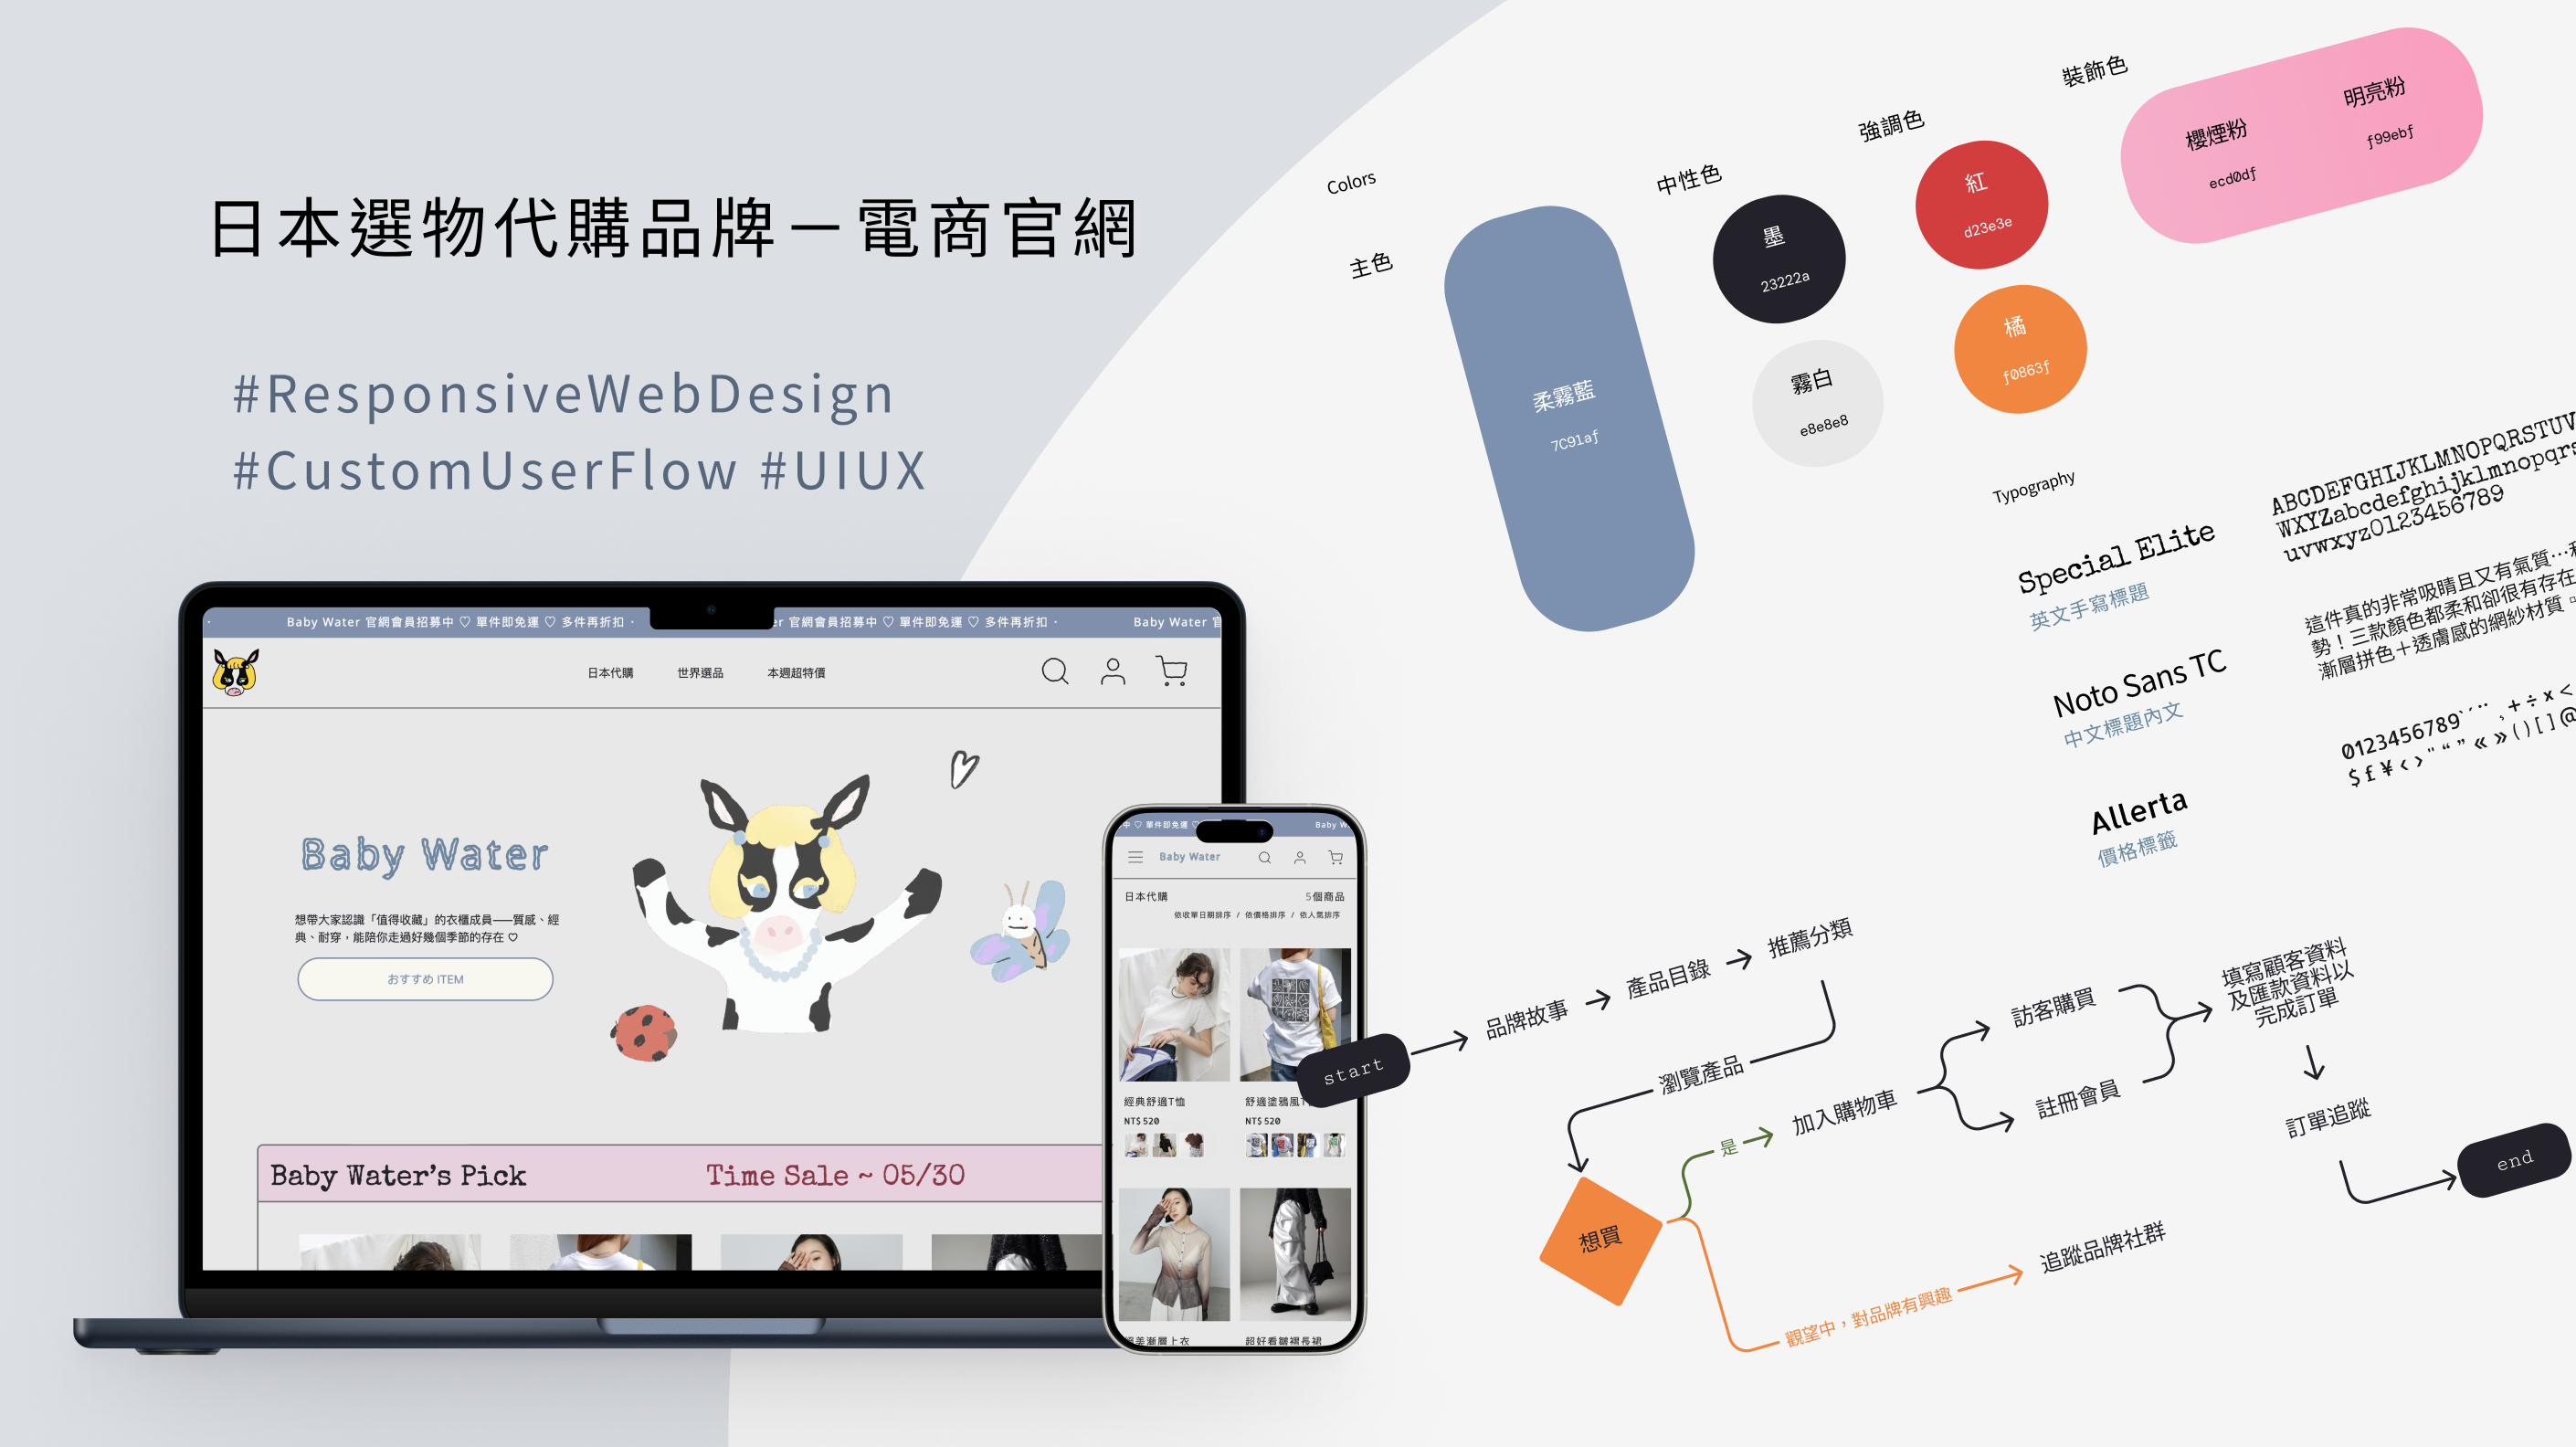 日本選物代購品牌－電商官網
#ResponsiveWebDesign
#CustomUserFlow #UIUX
Baby Water 官網會員招募中 ♡ 單件即免運 ♡ 多件再折扣 ·
er 官網會員招募中 ♡ 單件即免運 ♡ 多件再折扣 ·
Baby Water 官
日本代購
世界選品
本週超特價
Baby Water
想帶大家認識「值得收藏」的衣櫃成員——質感、經
典、耐穿，能陪你走過好幾個季節的存在 ♡
おすすめ ITEM
Baby Water’s Pick
Time Sale ~ 05/30
中 ♡ 單件即免運 ♡
Baby W
Baby Water
日本代購
5個商品
依收單日期排序 / 依價格排序 / 依人氣排序
經典舒適T恤
NT$ 520
舒適塗鴉風T
NT$ 520
絕美漸層上衣
超好看皺褶長裙
Colors
主色
柔霧藍
7C91af
中性色
墨
23222a
霧白
e8e8e8
強調色
紅
d23e3e
橘
f0863f
裝飾色
櫻煙粉
ecd0df
明亮粉
f99ebf
Typography
Special Elite
英文手寫標題
ABCDEFGHIJKLMNOPQRSTUV
WXYZabcdefghijklmnopqrs
uvwxyz0123456789
Noto Sans TC
中文標題內文
這件真的非常吸睛且又有氣質…和
勢！三款顏色都柔和卻很有存在
漸層拼色＋透膚感的網紗材質。
Allerta
價格標籤
0123456789`´¨ ¸ + ÷ x <
$ £ ¥ ‹ › " “ ” « » ( ) [ ] @
start
品牌故事
產品目錄
推薦分類
瀏覽產品
想買
是
加入購物車
訪客購買
註冊會員
填寫顧客資料
及匯款資料以
完成訂單
訂單追蹤
end
觀望中，對品牌有興趣
追蹤品牌社群